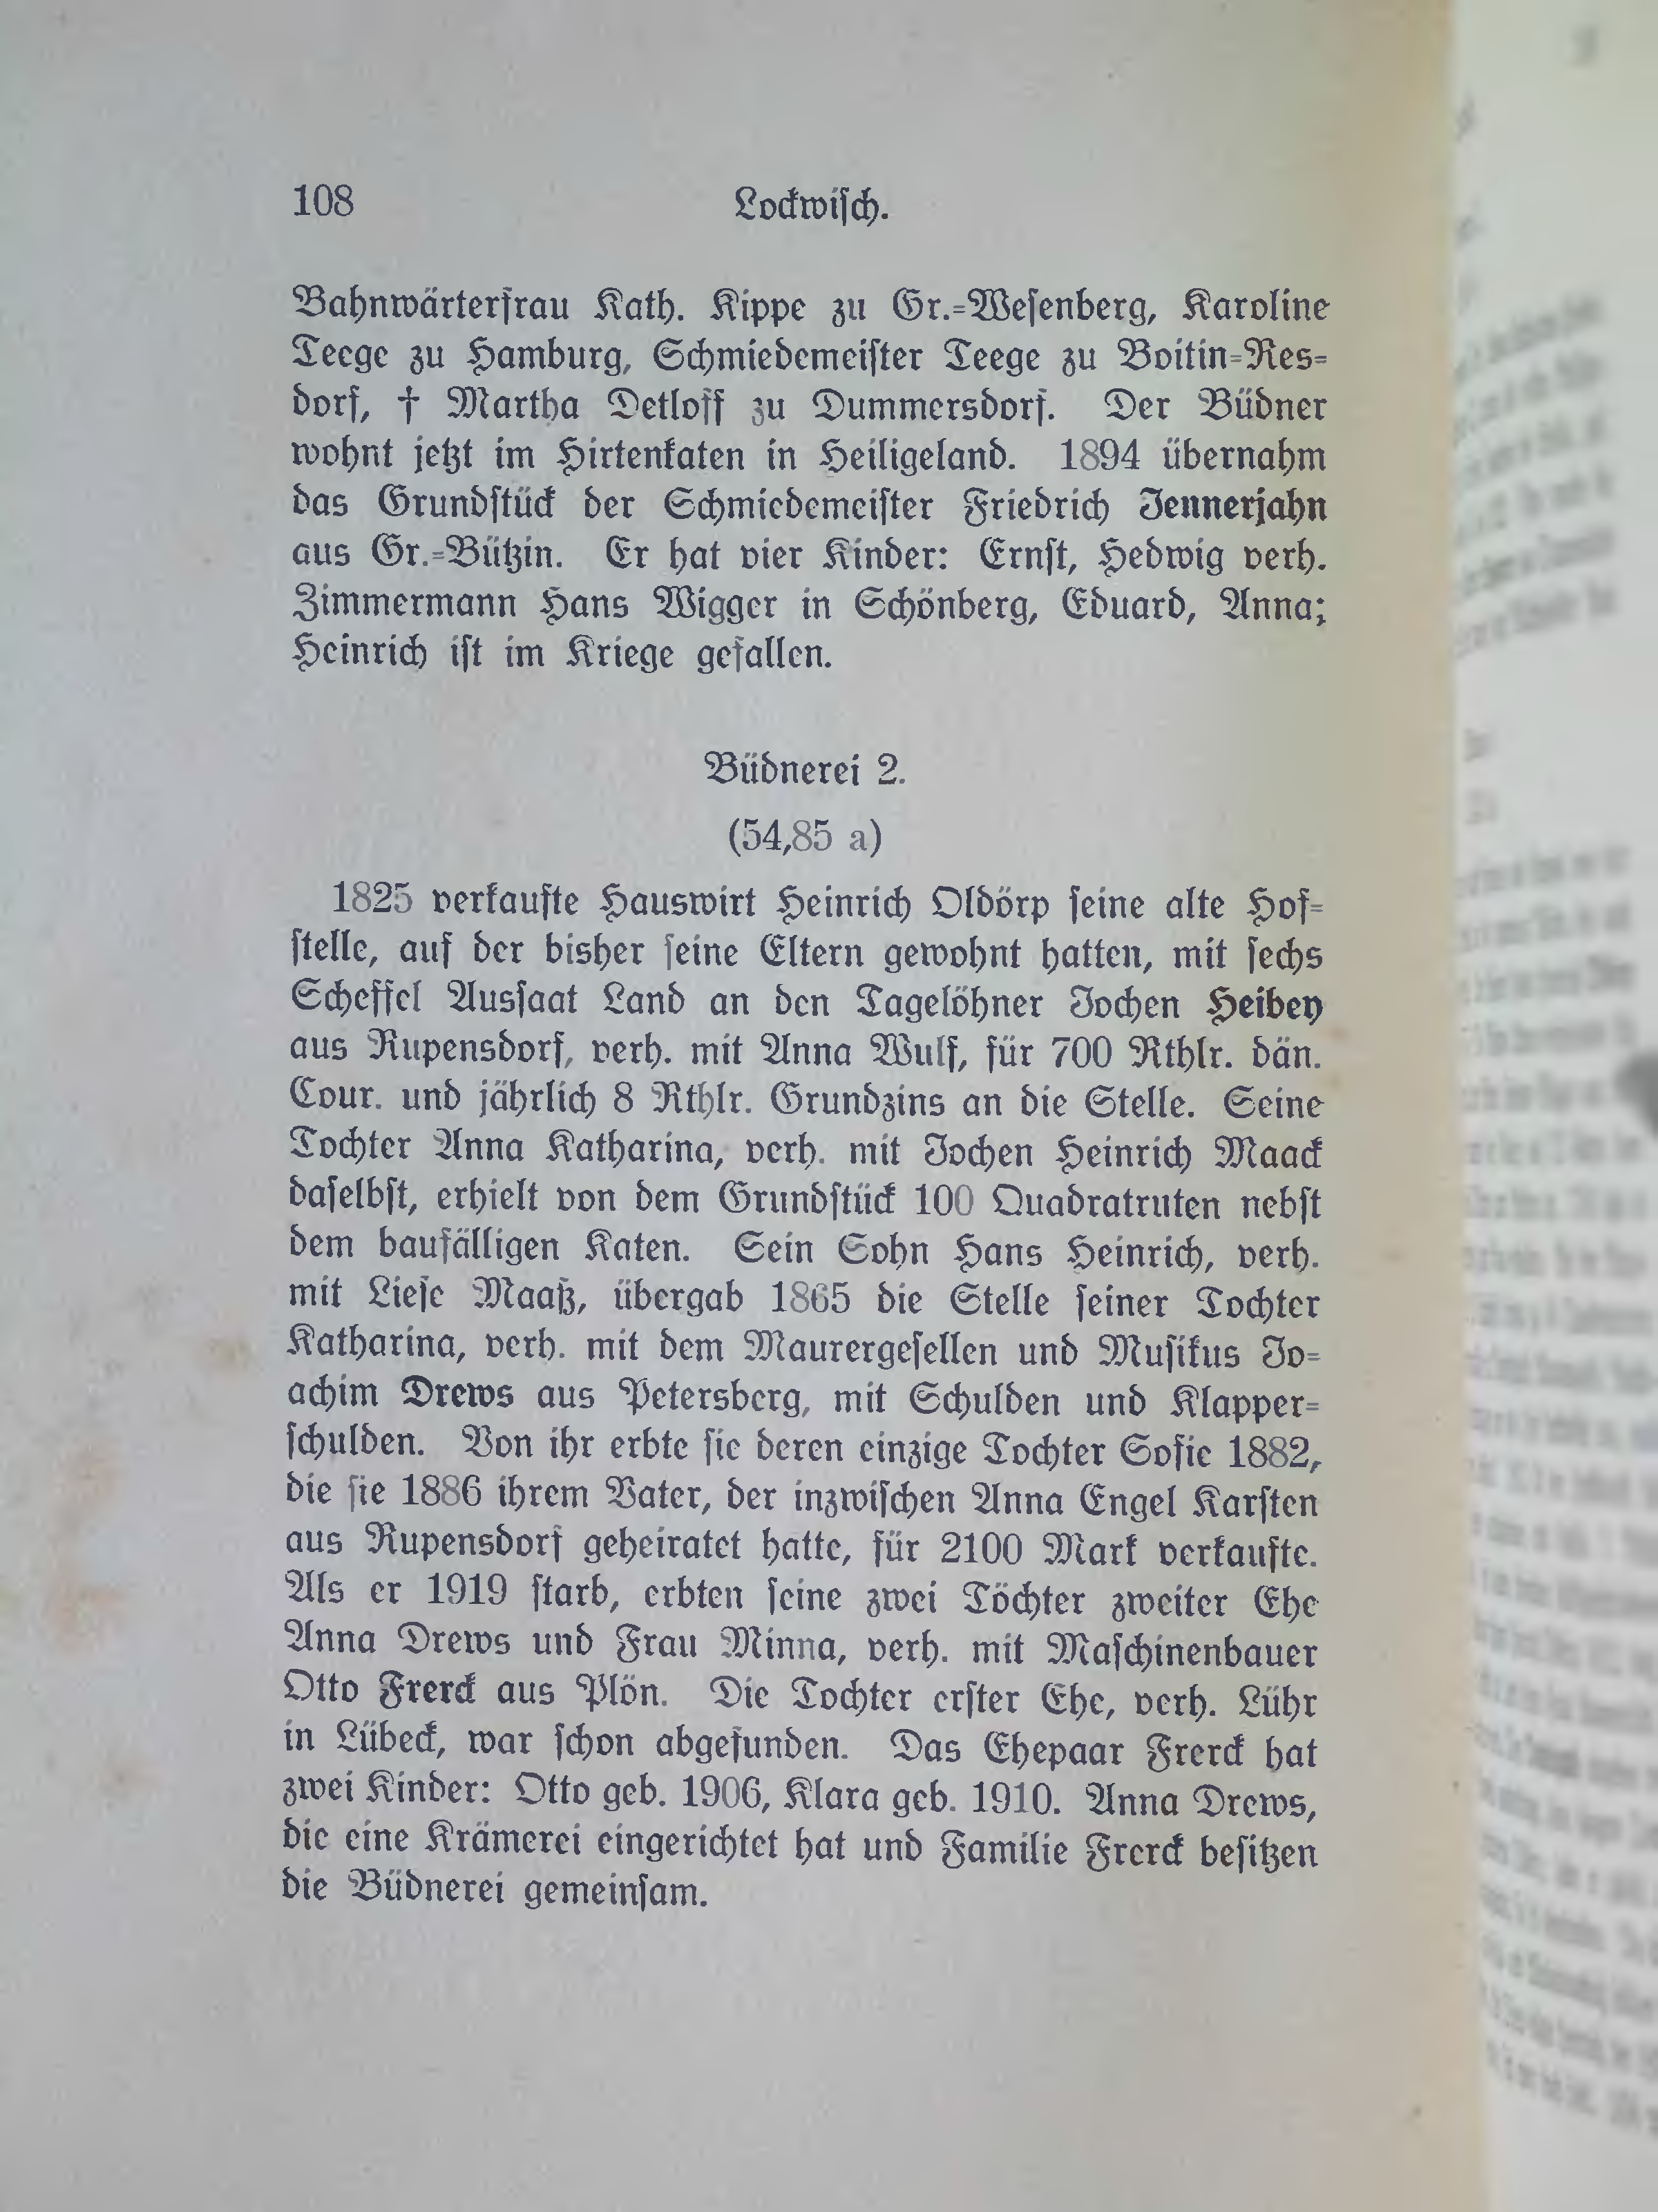 108
Lockwisch.
Bahnwärterfrau Kath. Kippe zu Gr.=Wesenberg, Karoline
Teege zu Hamburg, Schmiedemeister Teege zu Boitin=Res=
dorf, † Martha Detloff zu Dummersdorf. Der Büdner
wohnt jetzt im Hirtenkaten in Heiligeland. 1894 übernahm
das Grundstück der Schmiedemeister Friedrich Jennerjahn
aus Gr.=Bützin. Er hat vier Kinder: Ernst, Hedwig verh.
Zimmermann Hans Wigger in Schönberg, Eduard, Anna;
Heinrich ist im Kriege gefallen.
Büdnerei 2.
(54,85 a)
1825 verkaufte Hauswirt Heinrich Oldörp seine alte Hof=
stelle, auf der bisher seine Eltern gewohnt hatten, mit sechs
Scheffel Aussaat Land an den Tagelöhner Jochen Heibey
aus Rupensdorf, verh. mit Anna Wulf, für 700 Rthlr. dän.
Cour. und jährlich 8 Rthlr. Grundzins an die Stelle. Seine
Tochter Anna Katharina, verh. mit Jochen Heinrich Maack
daselbst, erhielt von dem Grundstück 100 Quadratruten nebst
dem baufälligen Katen. Sein Sohn Hans Heinrich, verh.
mit Liese Maaß, übergab 1865 die Stelle seiner Tochter
Katharina, verh. mit dem Maurergesellen und Musikus Jo=
achim Drews aus Petersberg, mit Schulden und Klapper=
schulden. Von ihr erbte sie deren einzige Tochter Sofie 1882,
die sie 1886 ihrem Vater, der inzwischen Anna Engel Karsten
aus Rupensdorf geheiratet hatte, für 2100 Mark verkaufte.
Als er 1919 starb, erbten seine zwei Töchter zweiter Ehe
Anna Drews und Frau Minna, verh. mit Maschinenbauer
Otto Frerck aus Plön. Die Tochter erster Ehe, verh. Lühr
in Lübeck, war schon abgefunden. Das Ehepaar Frerck hat
zwei Kinder: Otto geb. 1906, Klara geb. 1910. Anna Drews,
die eine Krämerei eingerichtet hat und Familie Frerck besitzen
die Büdnerei gemeinsam.